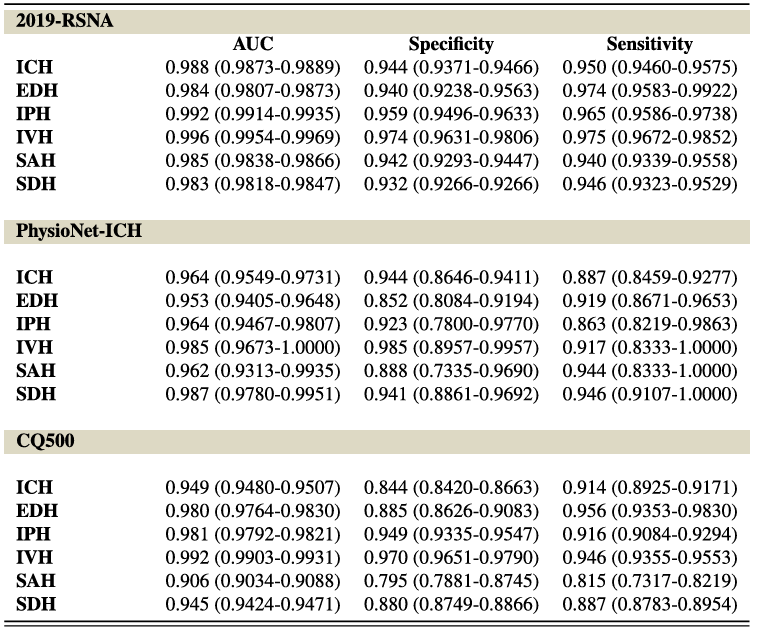 2019-RSNA
AUC Specificity Sensitivity
ICH 0.988 (0.9873-0.9889) 0.944 (0.9371-0.9466) 0.950 (0.9460-0.9575)
EDH 0.984 (0.9807-0.9873) 0.940 (0.9238-0.9563) 0.974 (0.9583-0.9922)
IPH 0.992 (0.9914-0.9935) 0.959 (0.9496-0.9633) 0.965 (0.9586-0.9738)
IVH 0.996 (0.9954-0.9969) 0.974 (0.9631-0.9806) 0.975 (0.9672-0.9852)
SAH 0.985 (0.9838-0.9866) 0.942 (0.9293-0.9447) 0.940 (0.9339-0.9558)
SDH 0.983 (0.9818-0.9847) 0.932 (0.9266-0.9266) 0.946 (0.9323-0.9529)
PhysioNet-ICH
ICH 0.964 (0.9549-0.9731) 0.944 (0.8646-0.9411) 0.887 (0.8459-0.9277)
EDH 0.953 (0.9405-0.9648) 0.852 (0.8084-0.9194) 0.919 (0.8671-0.9653)
IPH 0.964 (0.9467-0.9807) 0.923 (0.7800-0.9770) 0.863 (0.8219-0.9863)
IVH 0.985 (0.9673-1.0000) 0.985 (0.8957-0.9957) 0.917 (0.8333-1.0000)
SAH 0.962 (0.9313-0.9935) 0.888 (0.7335-0.9690) 0.944 (0.8333-1.0000)
SDH 0.987 (0.9780-0.9951) 0.941 (0.8861-0.9692) 0.946 (0.9107-1.0000)
CQ500
ICH 0.949 (0.9480-0.9507) 0.844 (0.8420-0.8663) 0.914 (0.8925-0.9171)
EDH 0.980 (0.9764-0.9830) 0.885 (0.8626-0.9083) 0.956 (0.9353-0.9830)
IPH 0.981 (0.9792-0.9821) 0.949 (0.9335-0.9547) 0.916 (0.9084-0.9294)
IVH 0.992 (0.9903-0.9931) 0.970 (0.9651-0.9790) 0.946 (0.9355-0.9553)
SAH 0.906 (0.9034-0.9088) 0.795 (0.7881-0.8745) 0.815 (0.7317-0.8219)
SDH 0.945 (0.9424-0.9471) 0.880 (0.8749-0.8866) 0.887 (0.8783-0.8954)